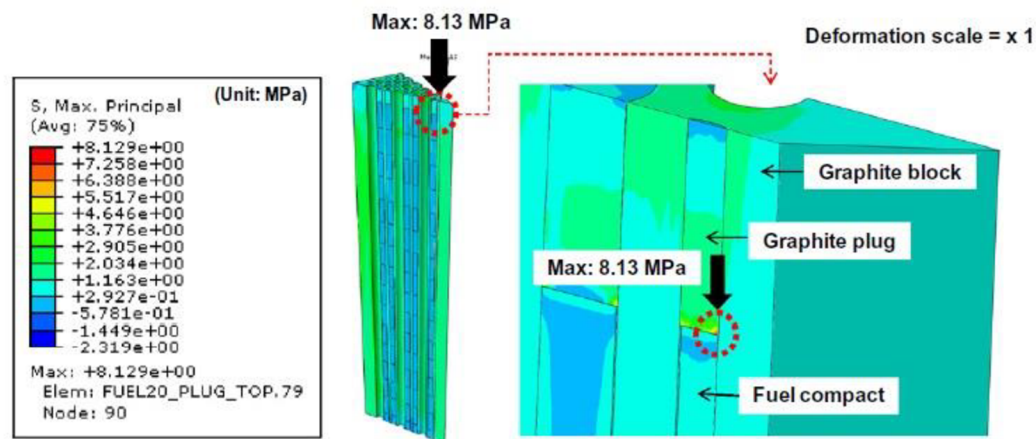 Max: 8.13 MPa
Deformation scale = x 1
(Unit: MPa)
S, Max. Principal
(Avg: 75%)
+8.129e+00
+7.258e+00
+6.388e+00
+5.517e+00
+4.646e+00
+3.776e+00
+2.905e+00
+2.034e+00
+1.163e+00
+2.927e-01
-5.781e-01
-1.449e+00
-2.319e+00
Max: +8.129e+00
Elem: FUEL20_PLUG_TOP.79
Node: 90
Graphite block
Graphite plug
Max: 8.13 MPa
Fuel compact